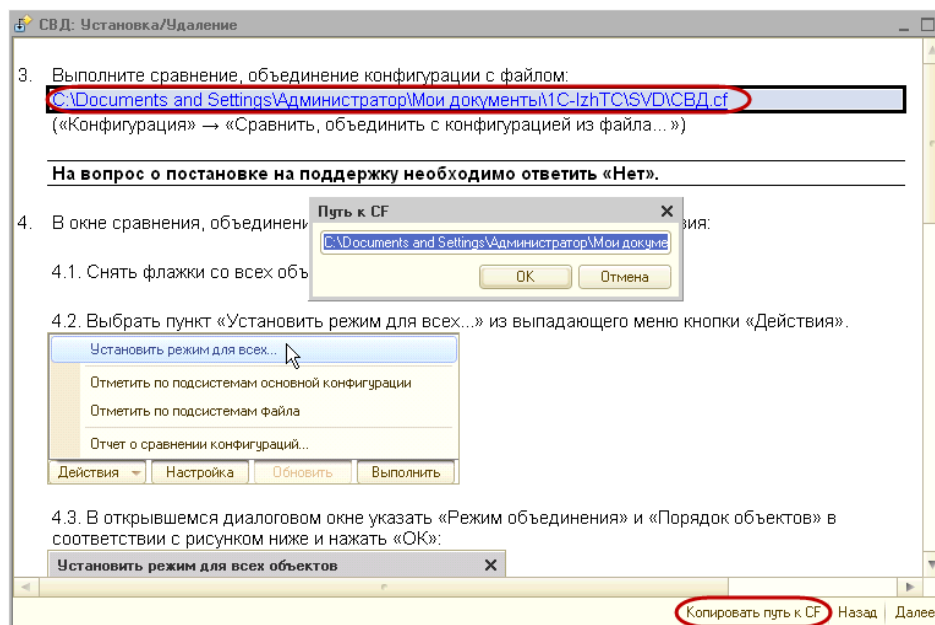 СВД: Установка/Удаление
3. Выполните сравнение, объединение конфигурации с файлом:
C:\Documents and Settings\Администратор\Мои документы\1C-IzhTC\SVD\СВД.cf
(«Конфигурация» → «Сравнить, объединить с конфигурацией из файла... »)
На вопрос о постановке на поддержку необходимо ответить «Нет».
Путь к CF
4. В окне сравнения,
C:\Documents and Settings\Администратор\Мои
4.1. Снять флажки со всех
OK Отмена
4.2. Выбрать пункт «Установить режим для всех...» из выпадающего меню кнопки «Действия».
Установить режим для всех...
Отметить по подсистемам основной конфигурации
Отметить по подсистемам файла
Отчет о сравнении конфигураций...
Действия Настройка Обновить Выполнить
4.3. В открывшемся диалоговом окне указать «Режим объединения» и «Порядок объектов» в
соответствии с рисунком ниже и нажать «ОК»:
Установить режим для всех объектов
Копировать путь к CF Назад Далее